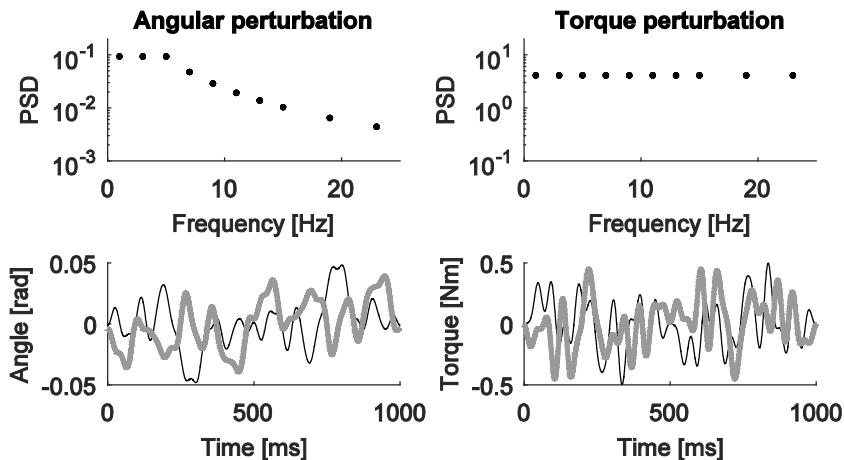 Angular perturbation
PSD
10^-1
10^-2
10^-3
0 10 20
Frequency [Hz]
Torque perturbation
PSD
10^1
10^0
10^-1
0 10 20
Frequency [Hz]
Angle [rad]
0.05
0
-0.05
0 500 1000
Time [ms]
Torque [Nm]
0.5
0
-0.5
0 500 1000
Time [ms]